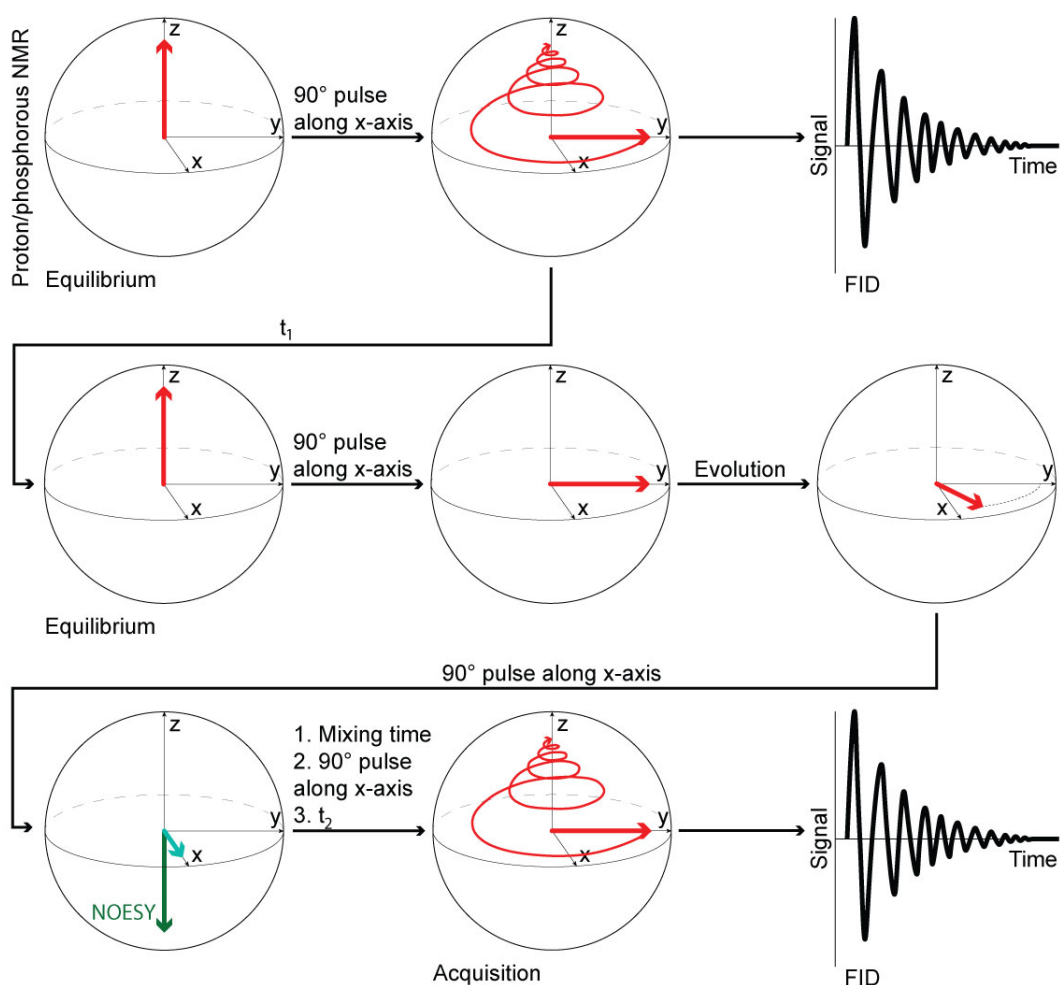 Proton/phosphorous NMR
z
y
x
Equilibrium
90° pulse
along x-axis
z
y
x
Signal
Time
FID
t₁
z
y
x
Equilibrium
90° pulse
along x-axis
z
y
x
Evolution
z
y
x
90° pulse along x-axis
z
y
x
NOESY
1. Mixing time
2. 90° pulse
along x-axis
3. t₂
z
y
x
Acquisition
Signal
Time
FID